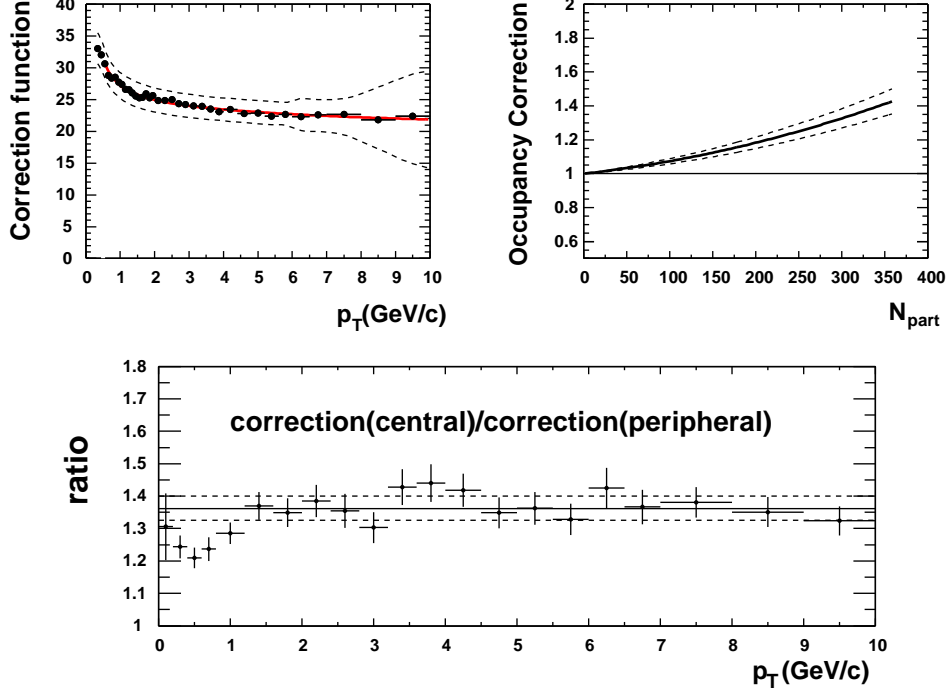 Correction function
40
35
30
25
20
15
10
5
0
0 1 2 3 4 5 6 7 8 9 10
p_T(GeV/c)
Occupancy Correction
2
1.8
1.6
1.4
1.2
1
0.8
0.6
0 50 100 150 200 250 300 350 400
N_part
ratio
1.8
1.7
1.6
1.5
1.4
1.3
1.2
1.1
1
correction(central)/correction(peripheral)
0 1 2 3 4 5 6 7 8 9 10
p_T(GeV/c)